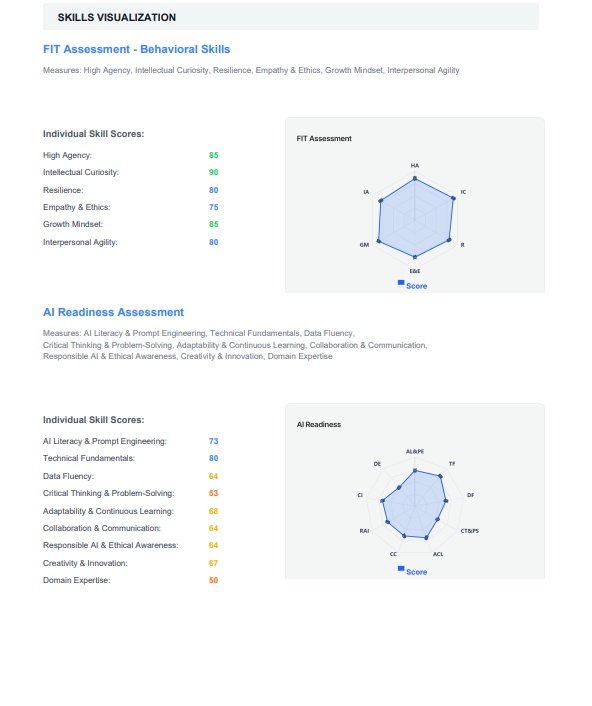 SKILLS VISUALIZATION
FIT Assessment - Behavioral Skills
Measures: High Agency, Intellectual Curiosity, Resilience, Empathy & Ethics, Growth Mindset, Interpersonal Agility
Individual Skill Scores:
High Agency: 85
Intellectual Curiosity: 90
Resilience: 80
Empathy & Ethics: 75
Growth Mindset: 85
Interpersonal Agility: 80
FIT Assessment
HA
IA
IC
GM
R
E&E
Score
AI Readiness Assessment
Measures: AI Literacy & Prompt Engineering, Technical Fundamentals, Data Fluency,
Critical Thinking & Problem-Solving, Adaptability & Continuous Learning, Collaboration & Communication,
Responsible AI & Ethical Awareness, Creativity & Innovation, Domain Expertise
Individual Skill Scores:
AI Literacy & Prompt Engineering: 73
Technical Fundamentals: 80
Data Fluency: 64
Critical Thinking & Problem-Solving: 53
Adaptability & Continuous Learning: 68
Collaboration & Communication: 64
Responsible AI & Ethical Awareness: 64
Creativity & Innovation: 67
Domain Expertise: 50
AI Readiness
AL&PE
DE
TF
CI
DF
RAI
CT&PS
CC
ACL
Score